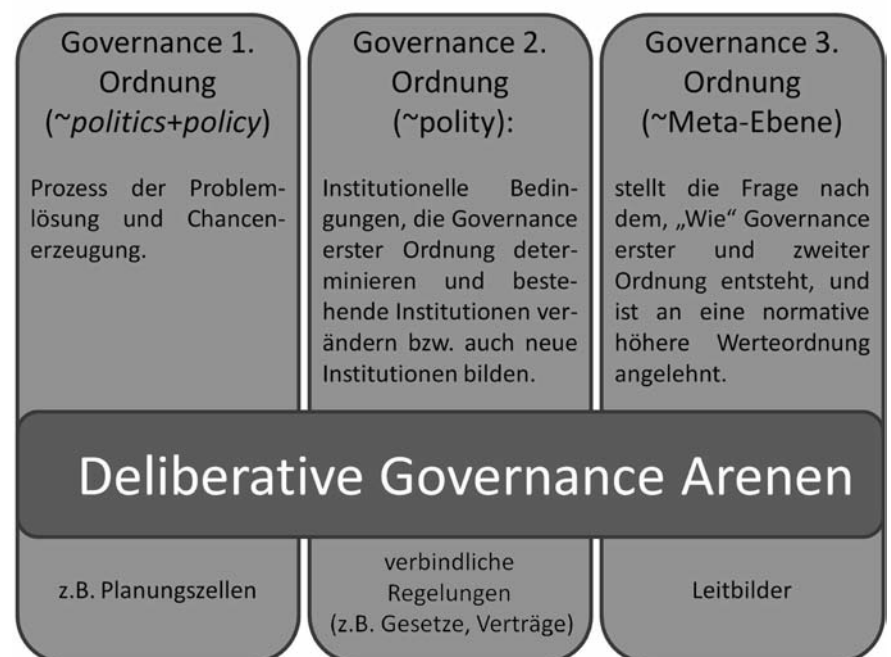 Governance 1.
Ordnung
(~politics+policy)
Prozess der Problem-
lösung und Chancen-
erzeugung.
Governance 2.
Ordnung
(~polity):
Institutionelle Bedin-
gungen, die Governance
erster Ordnung deter-
minieren und beste-
hende Institutionen ver-
ändern bzw. auch neue
Institutionen bilden.
Governance 3.
Ordnung
(~Meta-Ebene)
stellt die Frage nach
dem, „Wie" Governance
erster und zweiter
Ordnung entsteht, und
ist an eine normative
höhere Werteordnung
angelehnt.
Deliberative Governance Arenen
z.B. Planungszellen
verbindliche
Regelungen
(z.B. Gesetze, Verträge)
Leitbilder